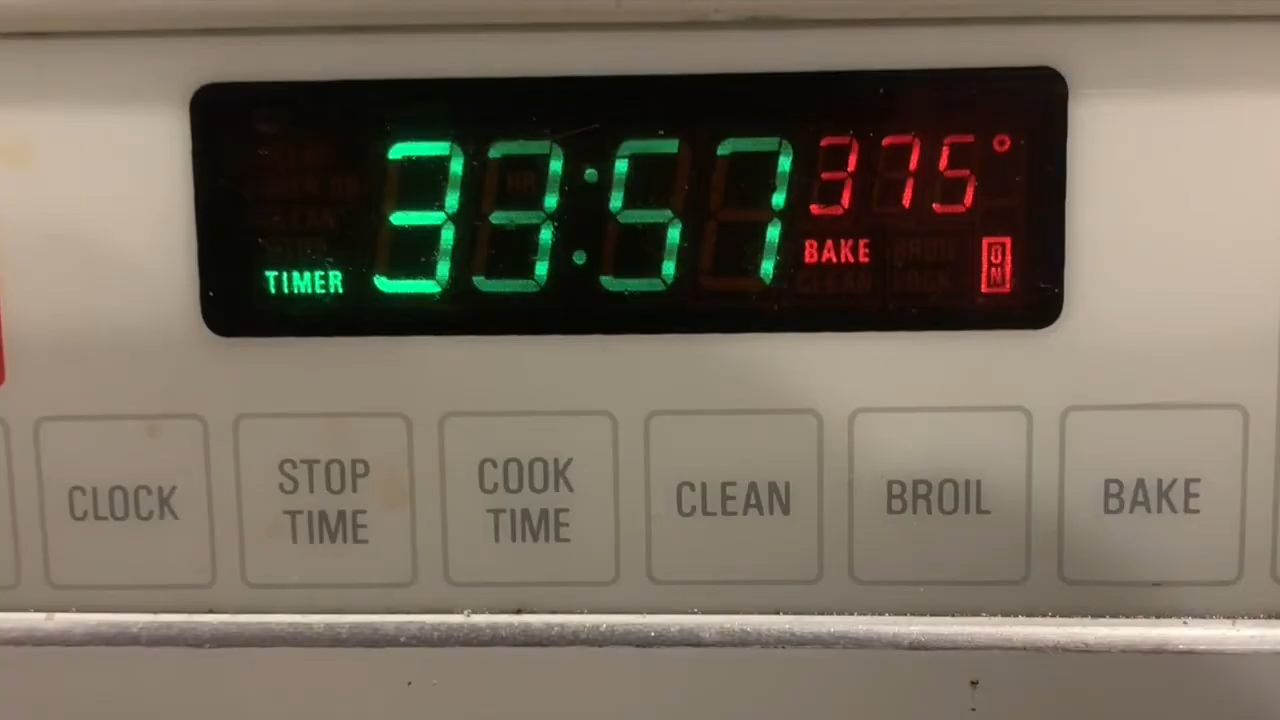 33:57 375°
TIMER BAKE ON
CLOCK
STOP
TIME
COOK
TIME
CLEAN
BROIL
BAKE